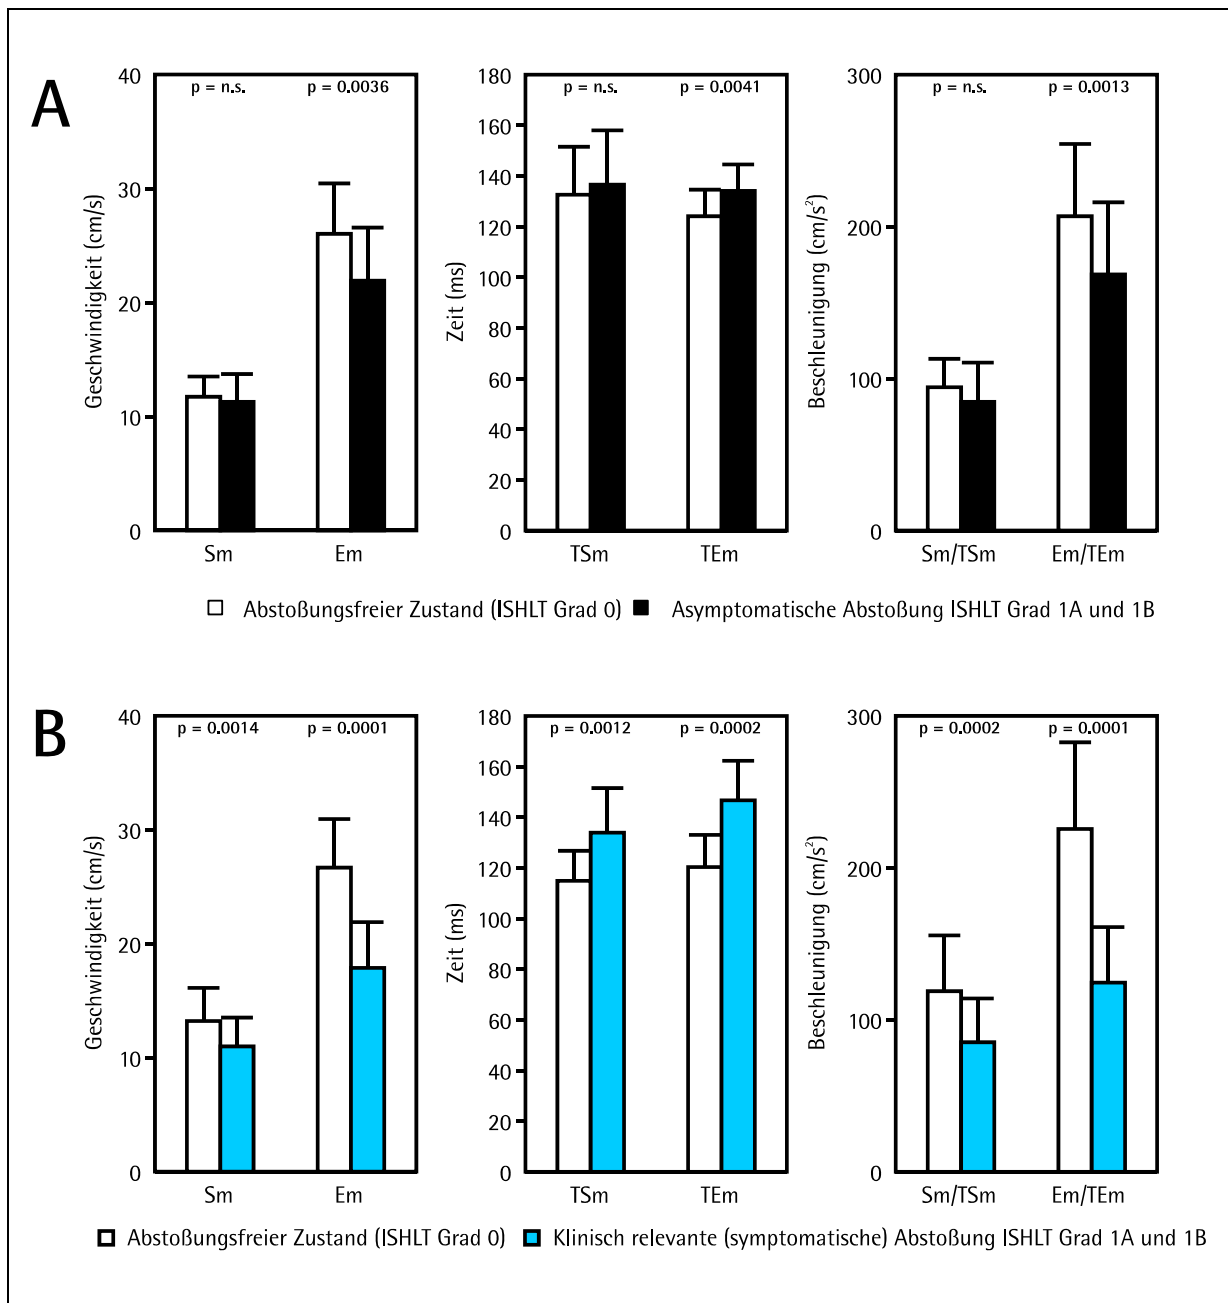 A
Geschwindigkeit (cm/s)
40
30
20
10
0
p = n.s.
p = 0.0036
Sm
Em
Zeit (ms)
180
160
140
120
100
80
60
40
20
0
p = n.s.
p = 0.0041
TSm
TEm
Beschleunigung (cm/s²)
300
200
100
0
p = n.s.
p = 0.0013
Sm/TSm
Em/TEm
Abstoßungsfreier Zustand (ISHLT Grad 0)
Asymptomatische Abstoßung ISHLT Grad 1A und 1B
B
Geschwindigkeit (cm/s)
40
30
20
10
0
p = 0.0014
p = 0.0001
Sm
Em
Zeit (ms)
180
160
140
120
100
80
60
40
20
0
p = 0.0012
p = 0.0002
TSm
TEm
Beschleunigung (cm/s²)
300
200
100
0
p = 0.0002
p = 0.0001
Sm/TSm
Em/TEm
Abstoßungsfreier Zustand (ISHLT Grad 0)
Klinisch relevante (symptomatische) Abstoßung ISHLT Grad 1A und 1B